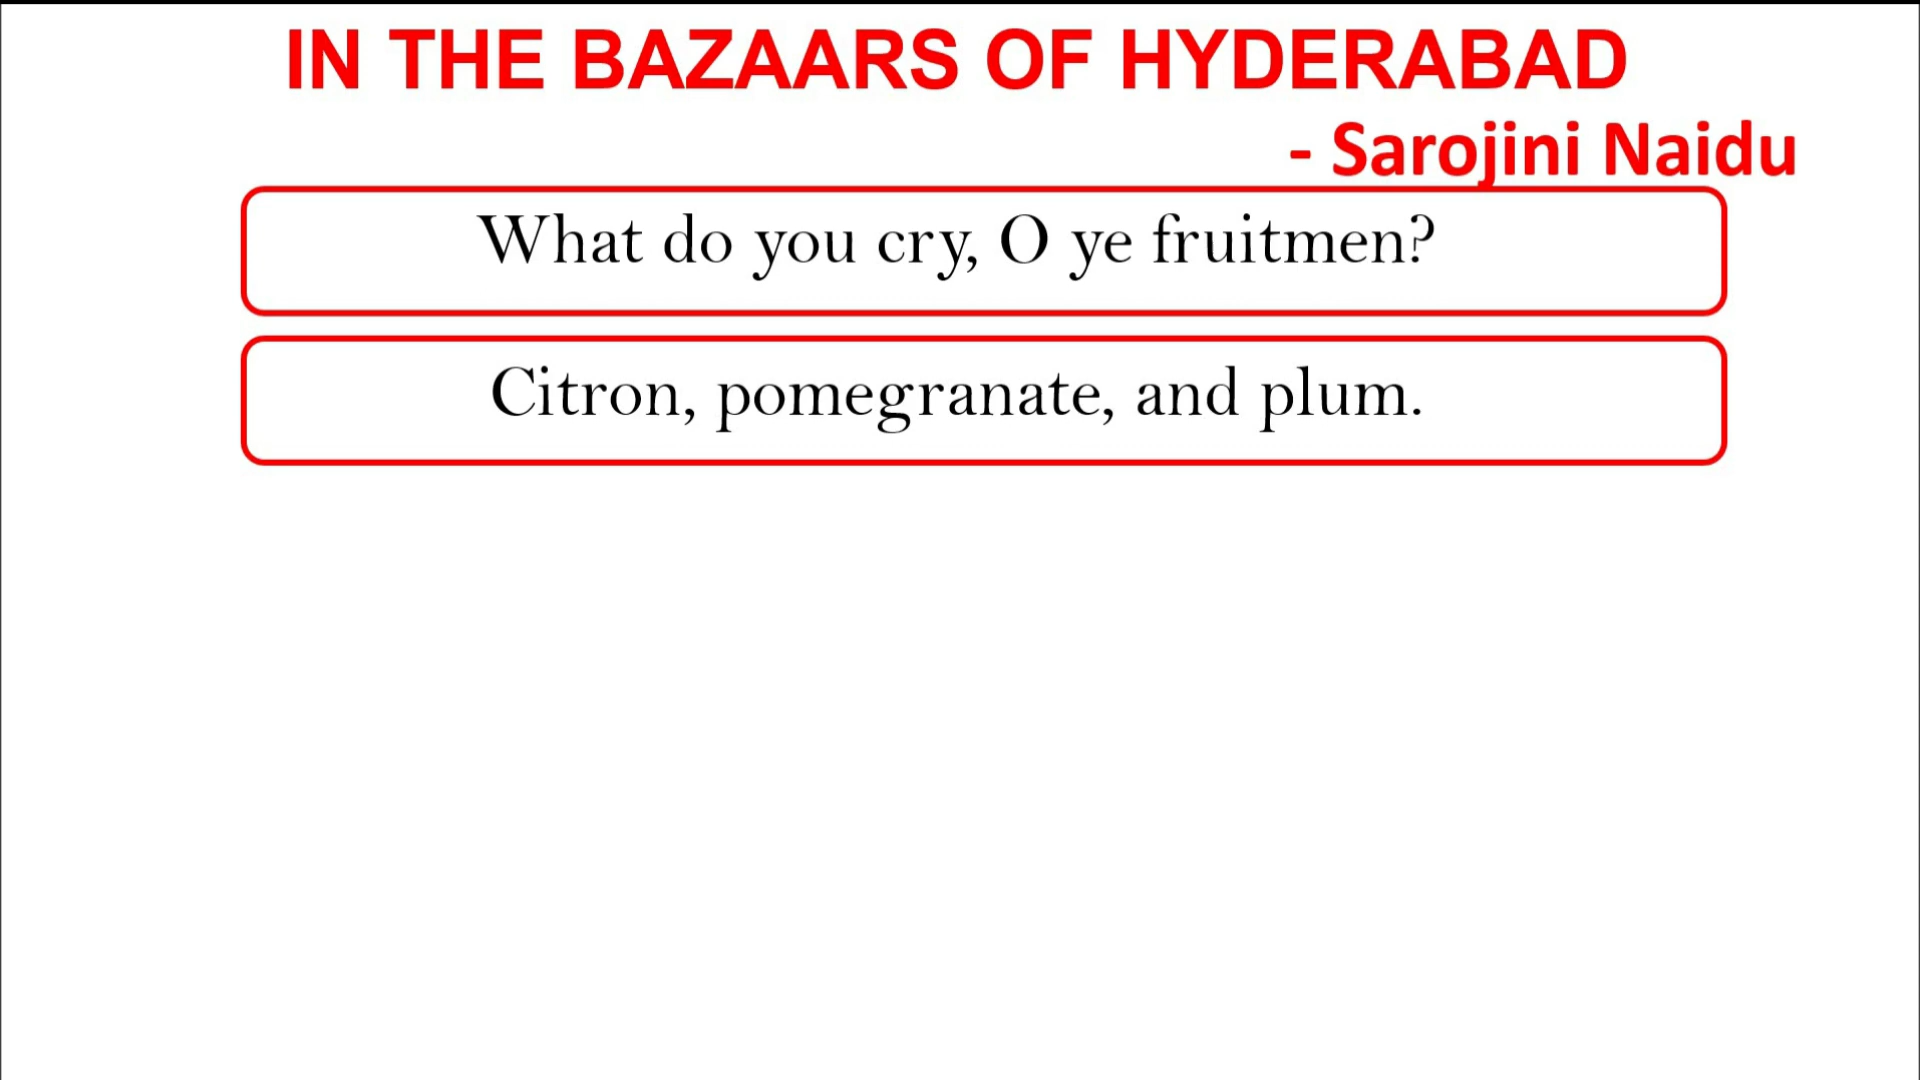 IN THE BAZAARS OF HYDERABAD
- Sarojini Naidu
What do you cry, O ye fruitmen?
Citron, pomegranate, and plum.